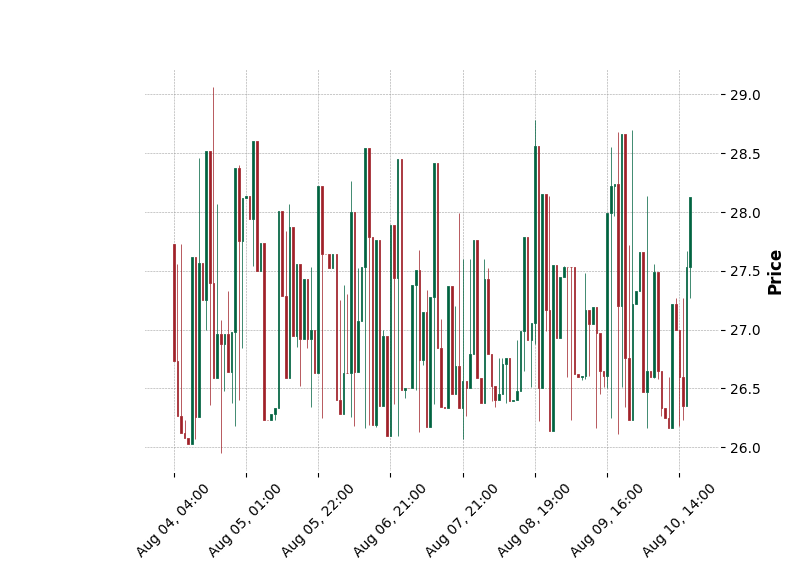 29.0
28.5
28.0
27.5
27.0
26.5
26.0
Price
Aug 04, 04:00
Aug 05, 01:00
Aug 05, 22:00
Aug 06, 21:00
Aug 07, 21:00
Aug 08, 19:00
Aug 09, 16:00
Aug 10, 14:00